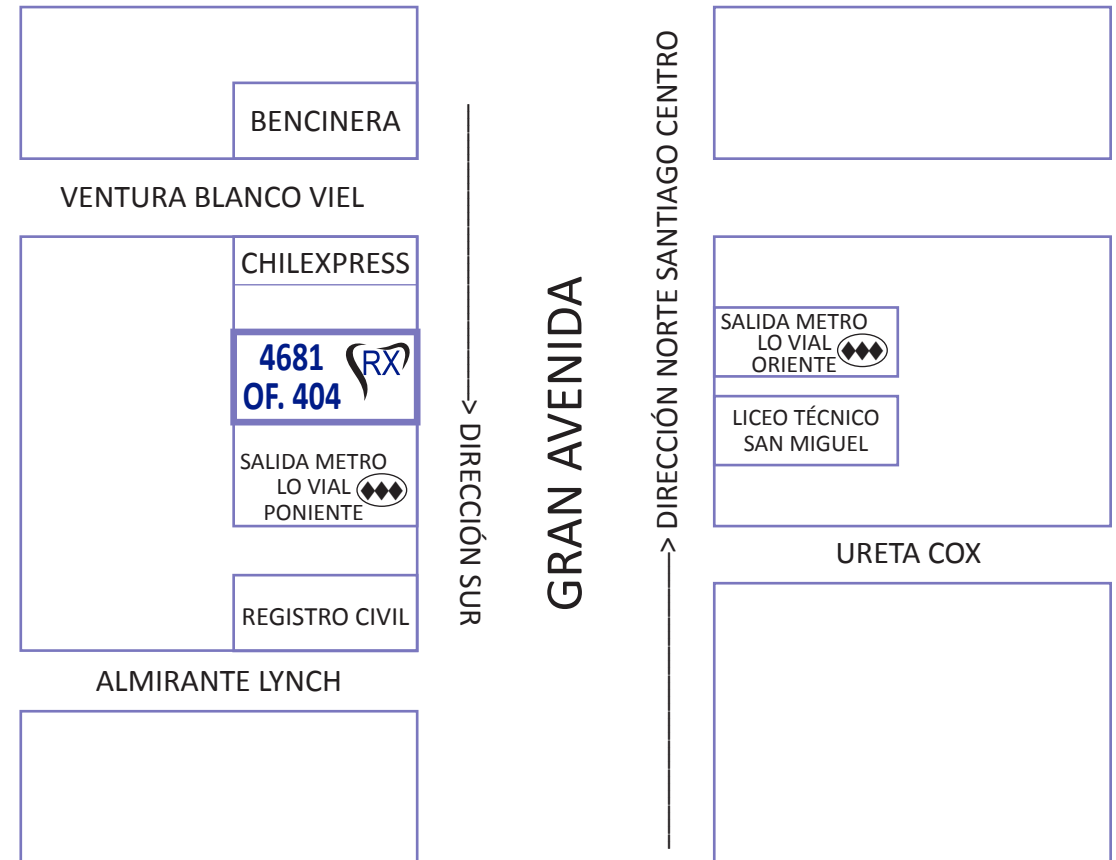 BENCINERA
VENTURA BLANCO VIEL
CHILEXPRESS
4681
OF. 404
RX
SALIDA METRO
LO VIAL
PONIENTE
REGISTRO CIVIL
ALMIRANTE LYNCH
DIRECCIÓN SUR
GRAN AVENIDA
DIRECCIÓN NORTE SANTIAGO CENTRO
SALIDA METRO
LO VIAL
ORIENTE
LICEO TÉCNICO
SAN MIGUEL
URETA COX